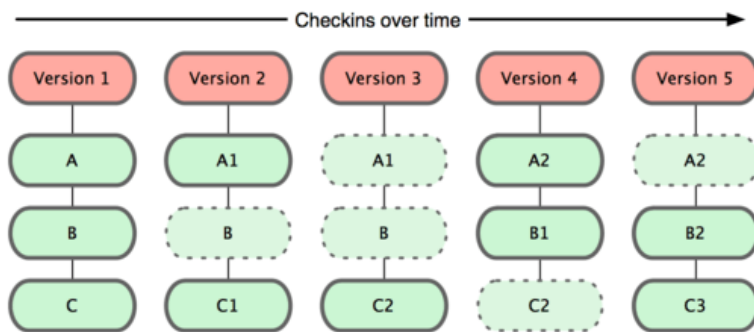 Checkins over time
Version 1 Version 2 Version 3 Version 4 Version 5
A A1 A1 A2 A2
B B B B1 B2
C C1 C2 C2 C3